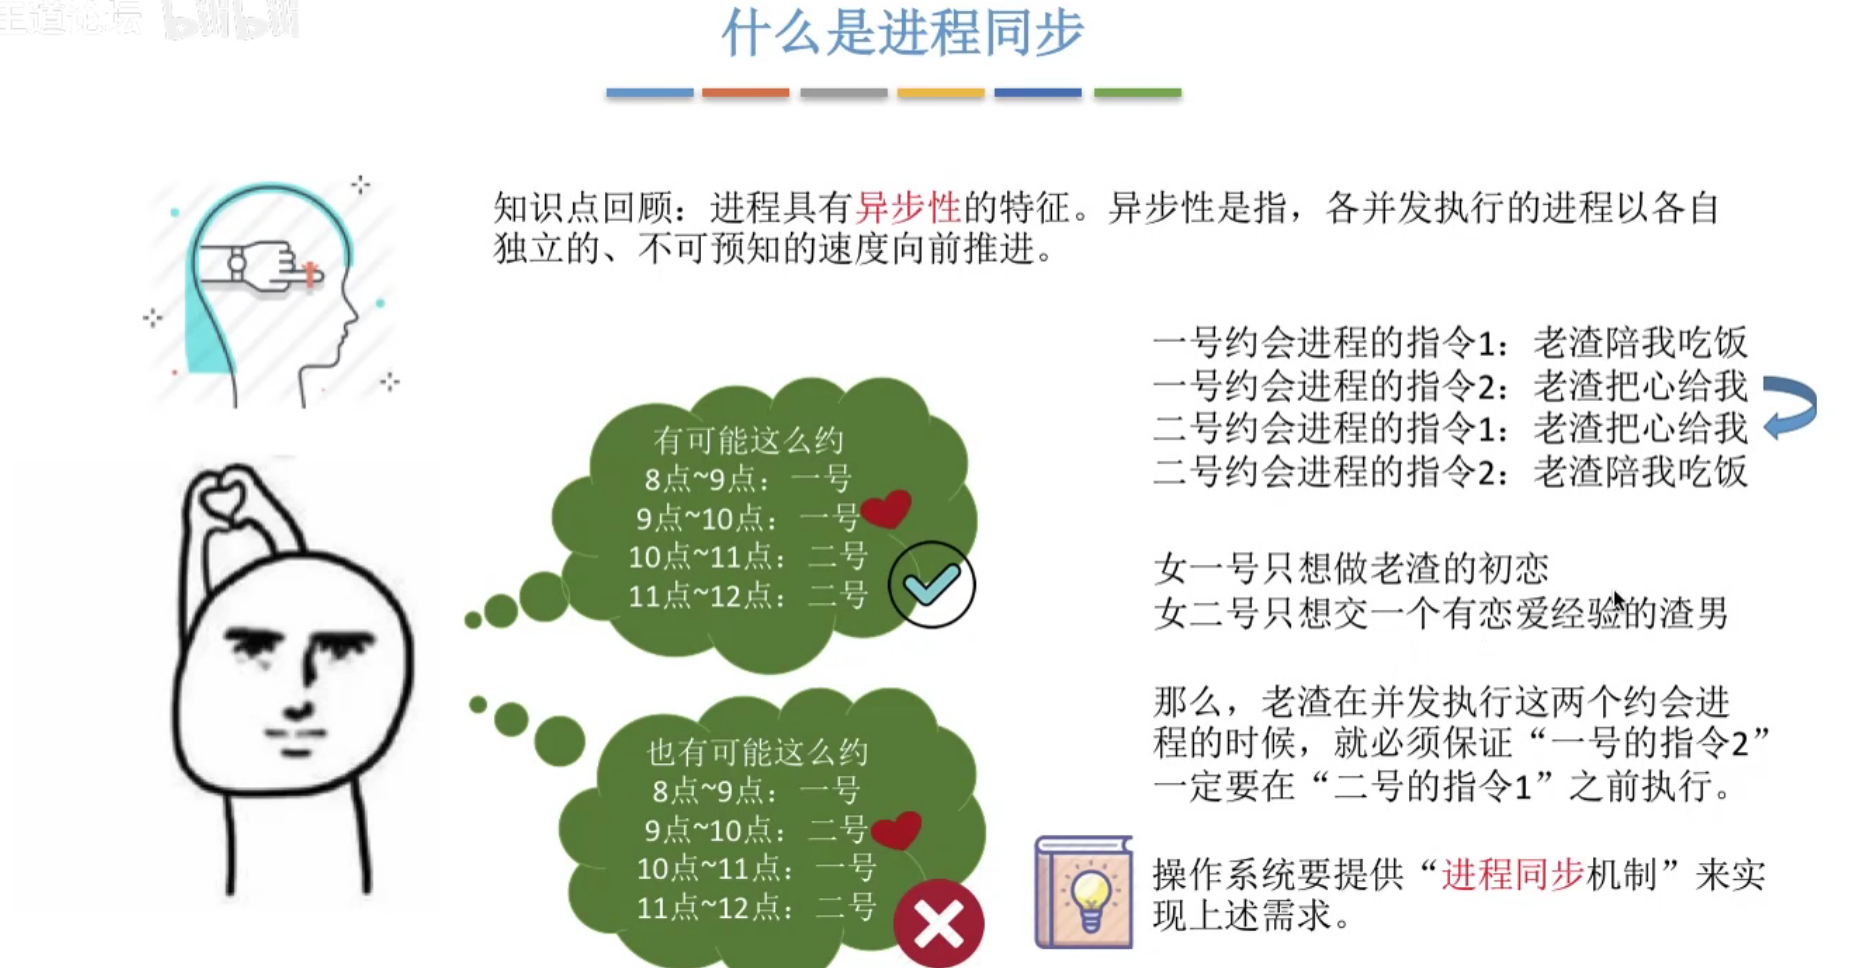 王道论坛 bilibili
什么是进程同步
知识点回顾：进程具有异步性的特征。异步性是指，各并发执行的进程以各自
独立的、不可预知的速度向前推进。
一号约会进程的指令1：老渣陪我吃饭
一号约会进程的指令2：老渣把心给我
二号约会进程的指令1：老渣把心给我
二号约会进程的指令2：老渣陪我吃饭
有可能这么约
8点~9点：一号
9点~10点：一号
10点~11点：二号
11点~12点：二号
女一号只想做老渣的初恋
女二号只想交一个有恋爱经验的渣男
那么，老渣在并发执行这两个约会进
程的时候，就必须保证“一号的指令2”
一定要在“二号的指令1”之前执行。
也有可能这么约
8点~9点：一号
9点~10点：二号
10点~11点：一号
11点~12点：二号
操作系统要提供“进程同步机制”来实
现上述需求。